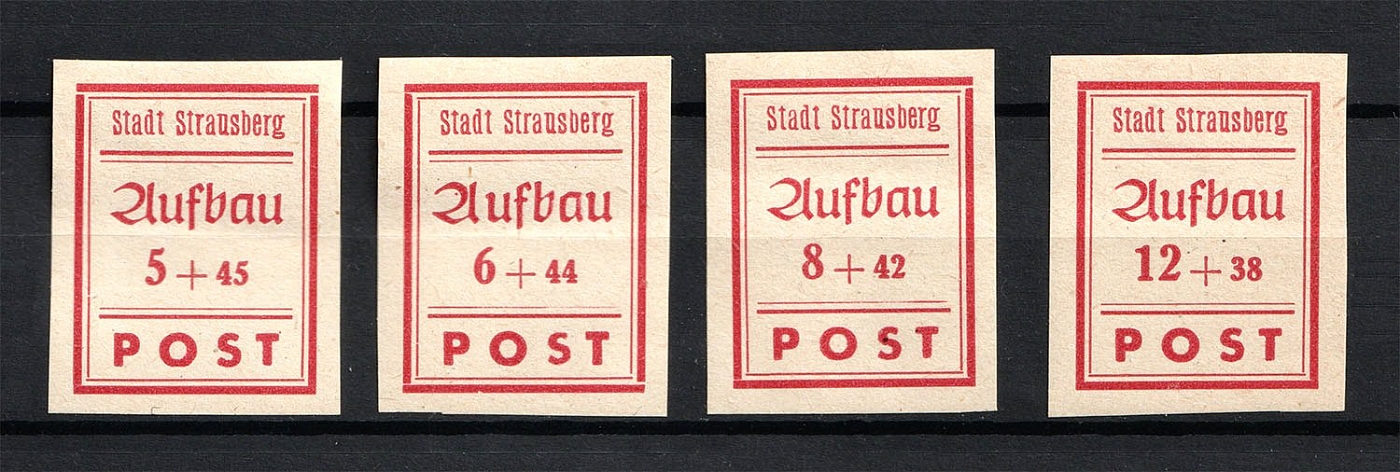 Stadt Strausberg
Aufbau
5 + 45
POST
Stadt Strausberg
Aufbau
6 + 44
POST
Stadt Strausberg
Aufbau
8 + 42
POST
Stadt Strausberg
Aufbau
12 + 38
POST